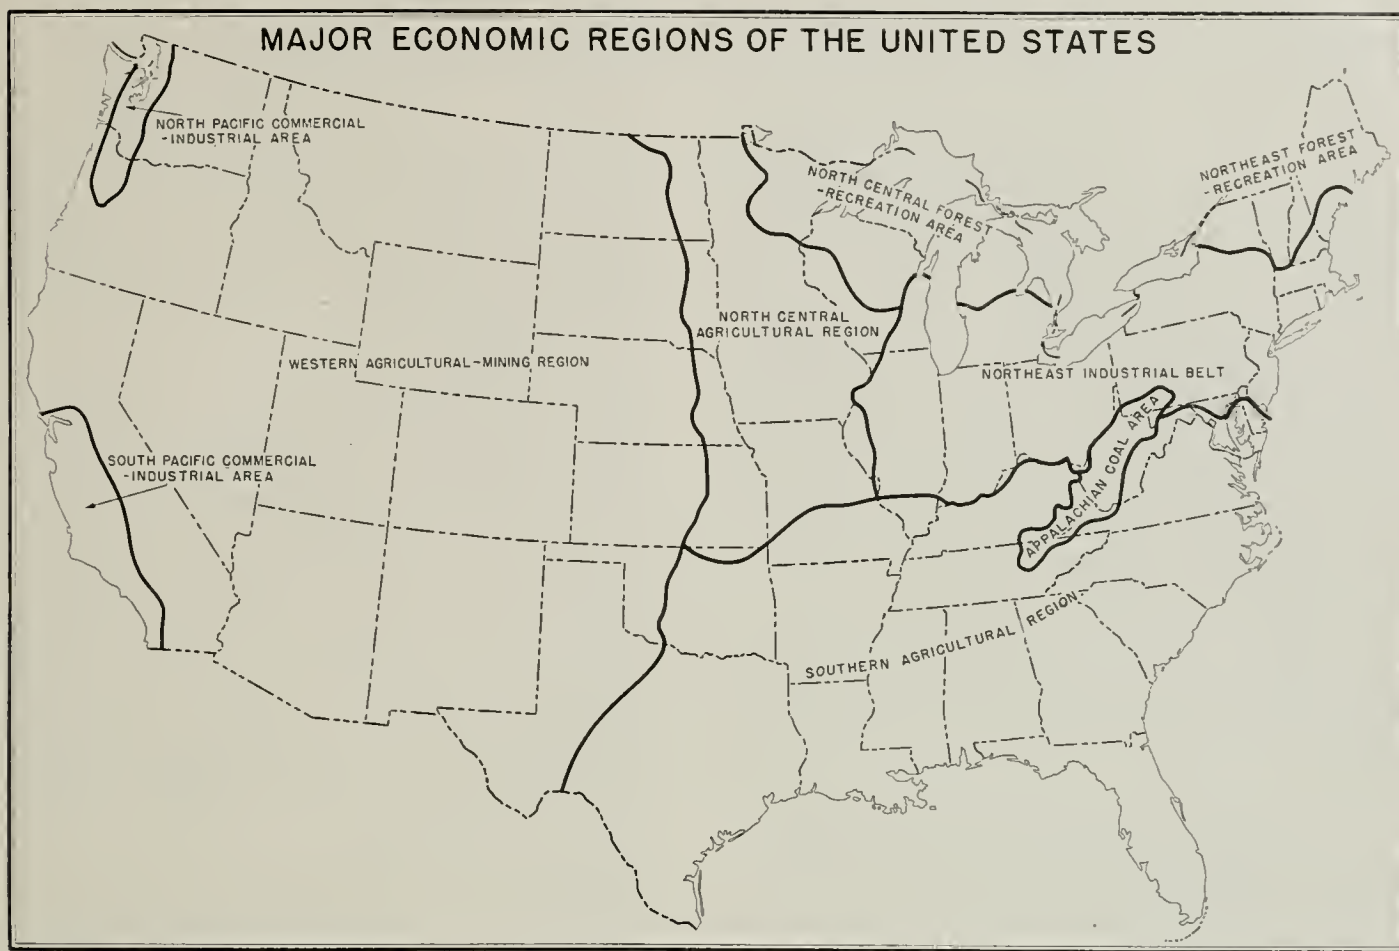 MAJOR ECONOMIC REGIONS OF THE UNITED STATES
NORTH PACIFIC COMMERCIAL
-INDUSTRIAL AREA
NORTH CENTRAL FOREST
-RECREATION AREA
NORTHEAST FOREST
-RECREATION AREA
NORTH CENTRAL
AGRICULTURAL REGION
WESTERN AGRICULTURAL-MINING REGION
NORTHEAST INDUSTRIAL BELT
SOUTH PACIFIC COMMERCIAL
-INDUSTRIAL AREA
APPALACHIAN COAL AREA
SOUTHERN AGRICULTURAL REGION